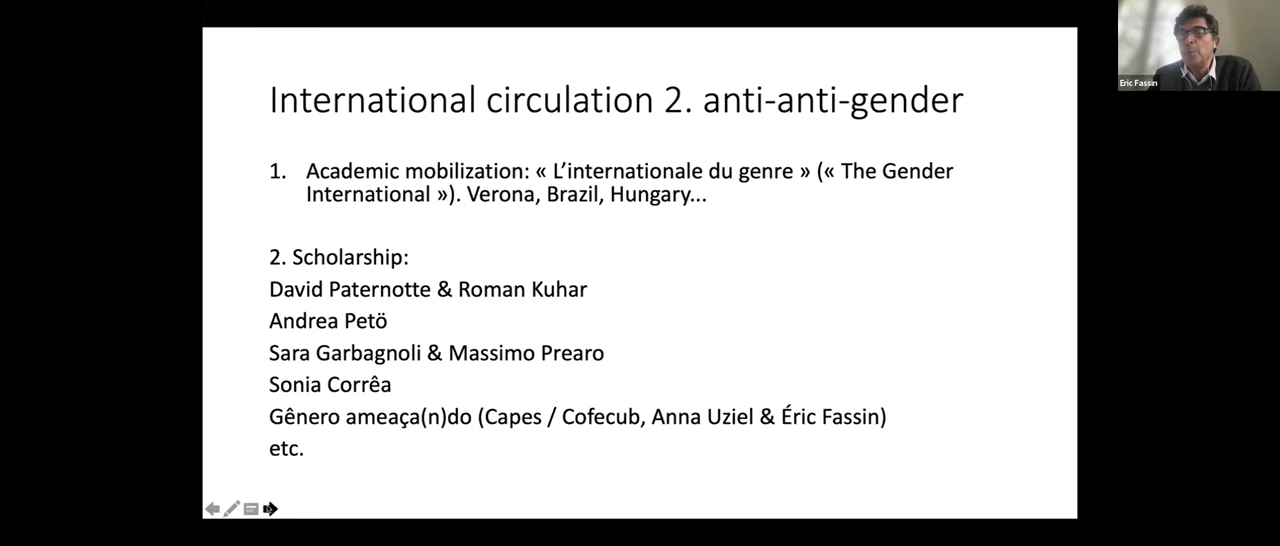 International circulation 2. anti-anti-gender
1. Academic mobilization: « L’internationale du genre » (« The Gender
International »). Verona, Brazil, Hungary...
2. Scholarship:
David Paternotte & Roman Kuhar
Andrea Petö
Sara Garbagnoli & Massimo Prearo
Sonia Corrêa
Gênero ameaça(n)do (Capes / Cofecub, Anna Uziel & Éric Fassin)
etc.
Eric Fassin